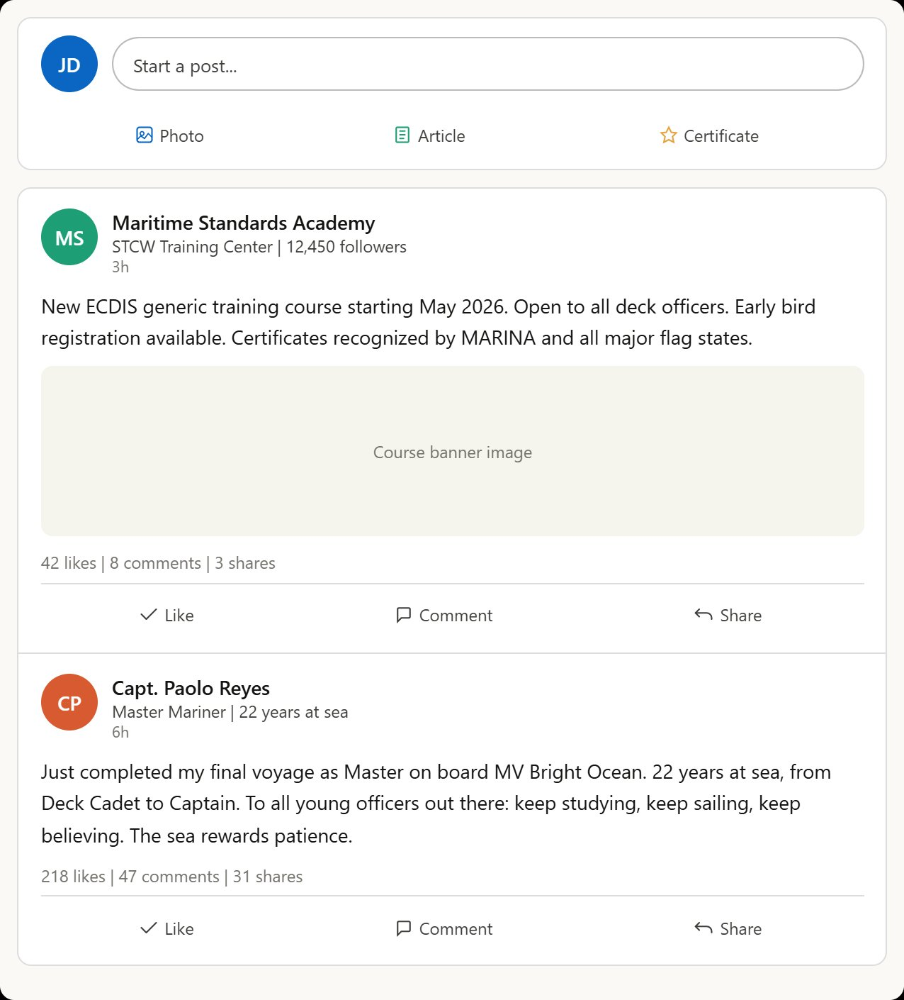 JD
Start a post...
Photo
Article
Certificate
MS
Maritime Standards Academy
STCW Training Center | 12,450 followers
3h
New ECDIS generic training course starting May 2026. Open to all deck officers. Early bird
registration available. Certificates recognized by MARINA and all major flag states.
Course banner image
42 likes | 8 comments | 3 shares
Like
Comment
Share
CP
Capt. Paolo Reyes
Master Mariner | 22 years at sea
6h
Just completed my final voyage as Master on board MV Bright Ocean. 22 years at sea, from
Deck Cadet to Captain. To all young officers out there: keep studying, keep sailing, keep
believing. The sea rewards patience.
218 likes | 47 comments | 31 shares
Like
Comment
Share